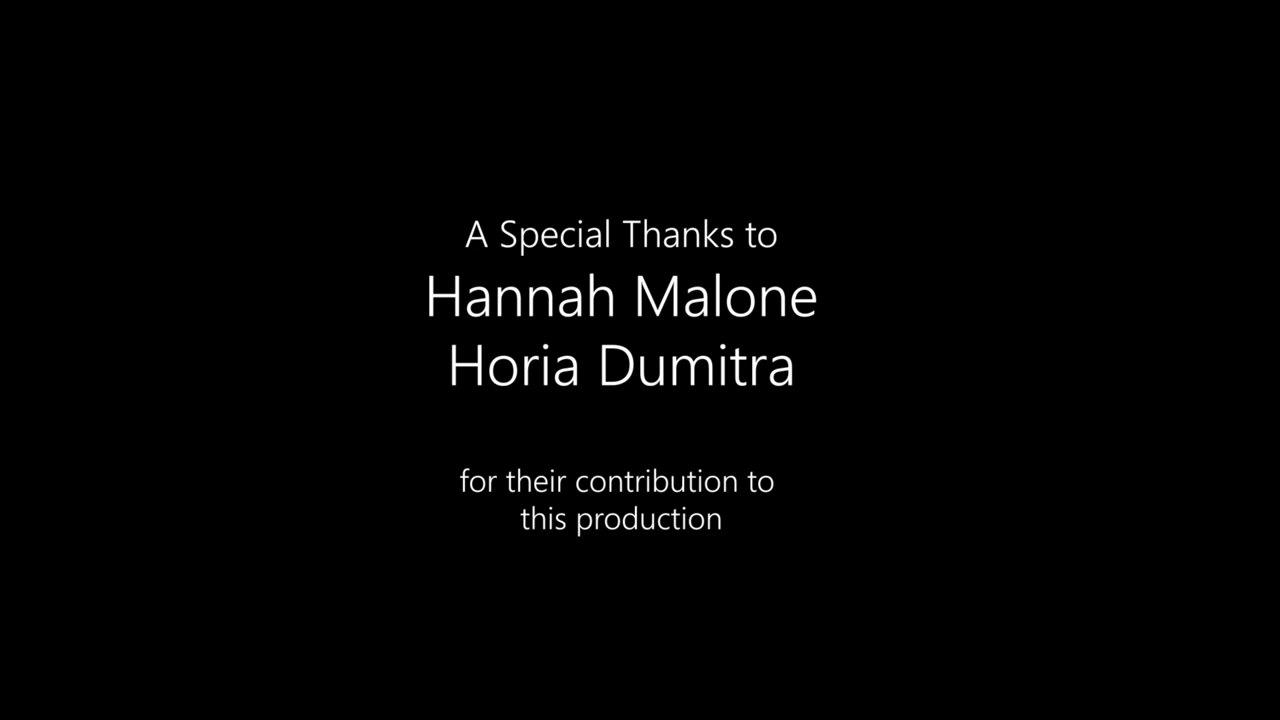 A Special Thanks to
Hannah Malone
Horia Dumitra
for their contribution to
this production